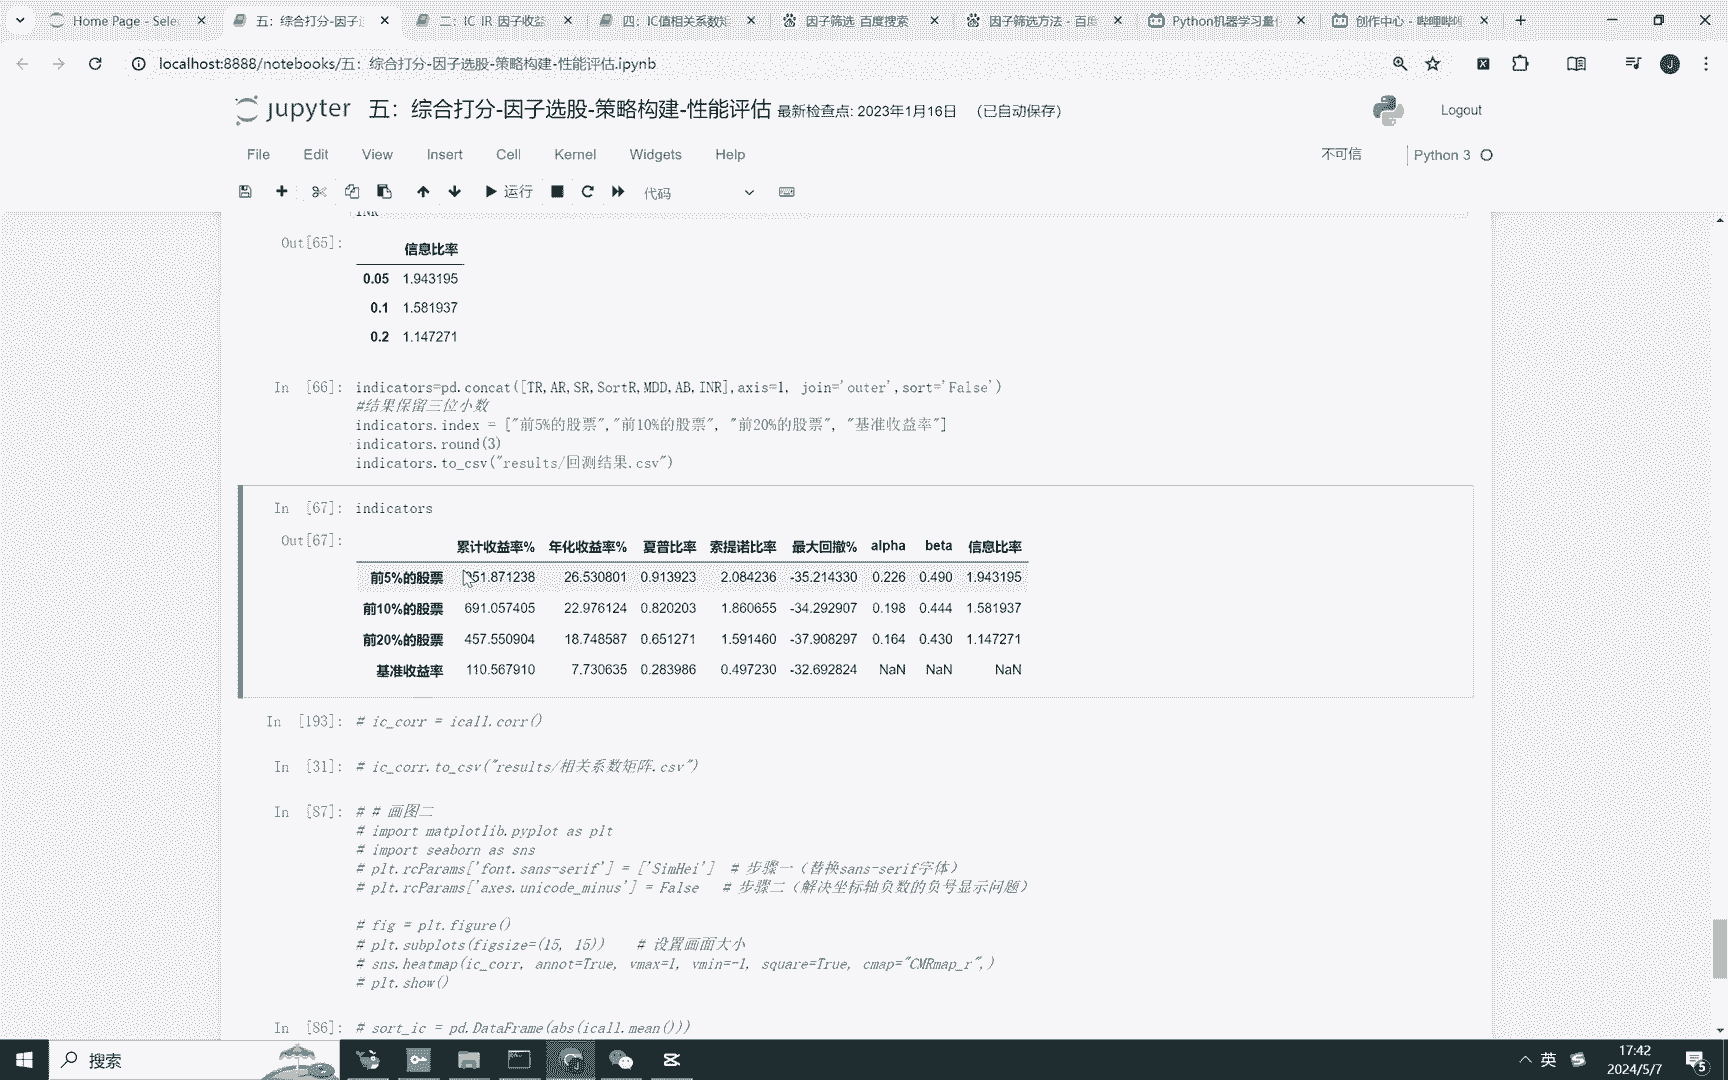 Home Page - Sele
五：综合打分-因子
二：IC IR 因子收益
四：IC值相关系数矩
因子筛选_百度搜索
因子筛选方法 - 百度
Python机器学习量化
创作中心 - 哔哩哔哩
localhost:8888/notebooks/五：综合打分-因子选股-策略构建-性能评估.ipynb
jupyter 五：综合打分-因子选股-策略构建-性能评估 最新检查点: 2023年1月16日 (已自动保存)
Logout
File Edit View Insert Cell Kernel Widgets Help
不可信 Python 3
运行 代码
INR
Out[65]:
信息比率
0.05 1.943195
0.1 1.581937
0.2 1.147271
In [66]: indicators=pd.concat([TR,AR,SR,SortR,MDD,AB,INR],axis=1, join='outer',sort='False')
#结果保留三位小数
indicators.index = ["前5%的股票","前10%的股票", "前20%的股票", "基准收益率"]
indicators.round(3)
indicators.to_csv("results/回测结果.csv")
In [67]: indicators
Out[67]:
累计收益率% 年化收益率% 夏普比率 索提诺比率 最大回撤% alpha beta 信息比率
前5%的股票 51.871238 26.530801 0.913923 2.084236 -35.214330 0.226 0.490 1.943195
前10%的股票 691.057405 22.976124 0.820203 1.860655 -34.292907 0.198 0.444 1.581937
前20%的股票 457.550904 18.748587 0.651271 1.591460 -37.908297 0.164 0.430 1.147271
基准收益率 110.567910 7.730635 0.283986 0.497230 -32.692824 NaN NaN NaN
In [193]: # ic_corr = icall.corr()
In [31]: # ic_corr.to_csv("results/相关系数矩阵.csv")
In [87]: # # 画图二
# import matplotlib.pyplot as plt
# import seaborn as sns
# plt.rcParams['font.sans-serif'] = ['SimHei'] # 步骤一（替换sans-serif字体）
# plt.rcParams['axes.unicode_minus'] = False # 步骤二（解决坐标轴负数的负号显示问题）
# fig = plt.figure()
# plt.subplots(figsize=(15, 15)) # 设置画面大小
# sns.heatmap(ic_corr, annot=True, vmax=1, vmin=-1, square=True, cmap="CMRmap_r",)
# plt.show()
In [86]: # sort_ic = pd.DataFrame(abs(icall.mean()))
搜索
英
17:42
2024/5/7
5